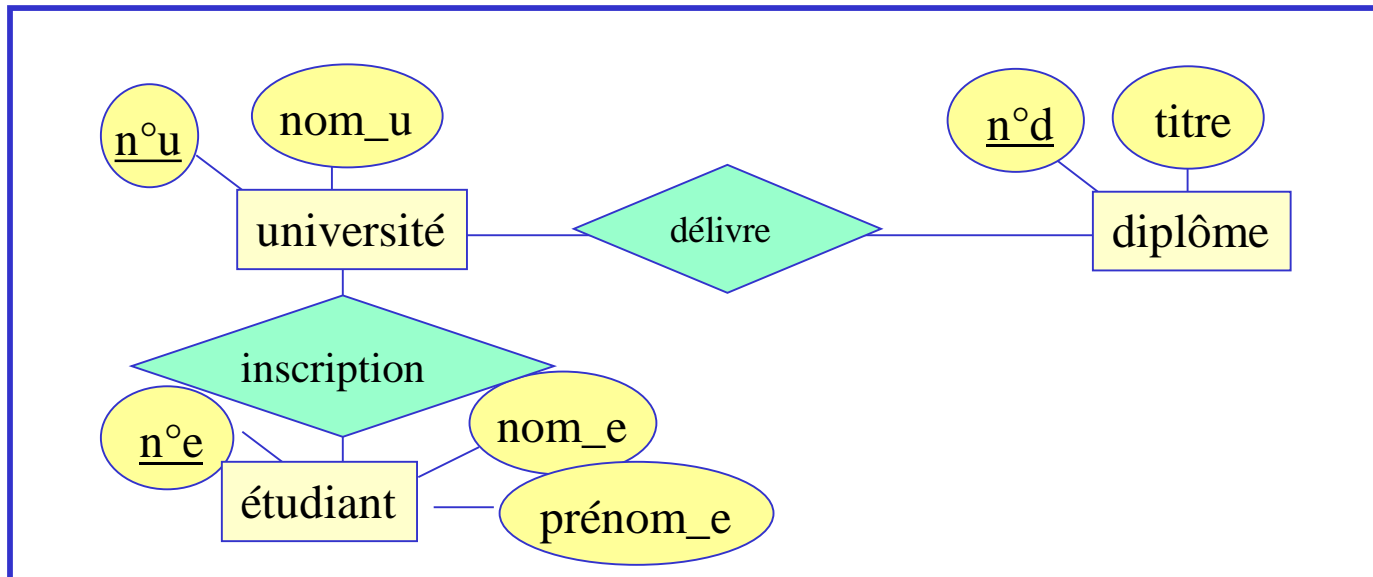 n°u
nom_u
n°d
titre
université
délivre
diplôme
inscription
n°e
nom_e
étudiant
prénom_e